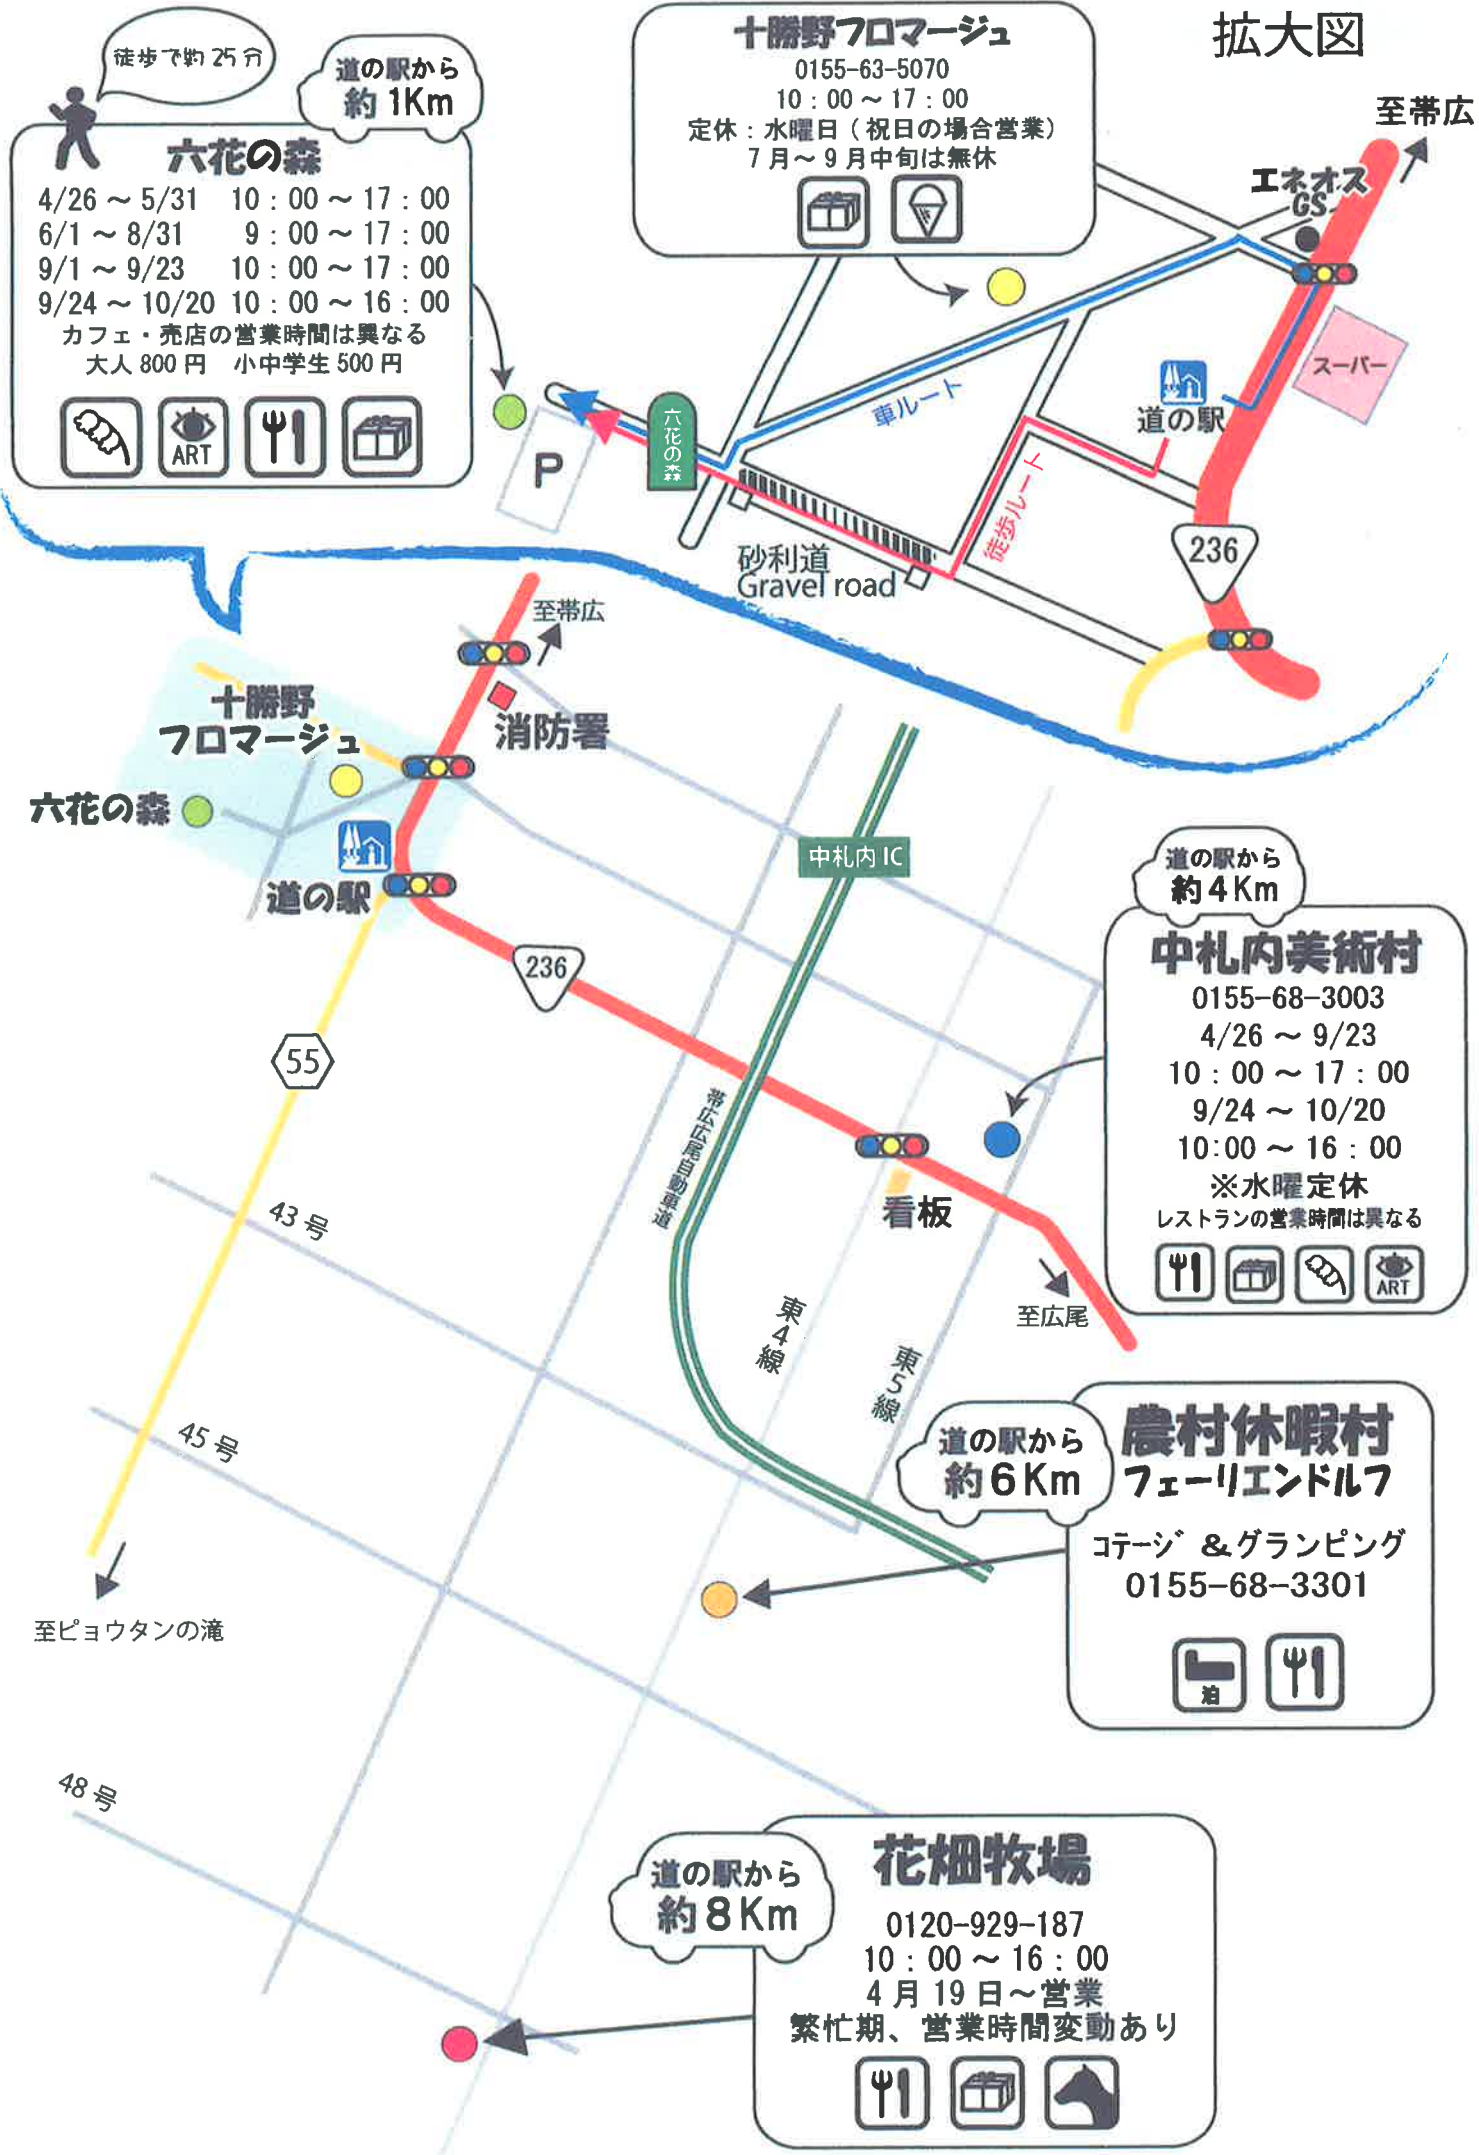 拡大図
徒歩で約25分
道の駅から
約 1Km
六花の森
4/26 ～ 5/31 10：00 ～ 17：00
6/1 ～ 8/31 9：00 ～ 17：00
9/1 ～ 9/23 10：00 ～ 17：00
9/24 ～ 10/20 10：00 ～ 16：00
カフェ・売店の営業時間は異なる
大人 800 円 小中学生 500 円
ART
十勝野フロマージュ
0155-63-5070
10：00 ～ 17：00
定休：水曜日（祝日の場合営業）
7 月～ 9 月中旬は無休
至帯広
エネオス
GS
スーパー
道の駅
車ルート
徒歩ルート
六花の森
P
砂利道
Gravel road
236
至帯広
消防署
十勝野
フロマージュ
六花の森
道の駅
中札内 IC
236
55
帯広広尾自動車道
看板
43 号
45 号
48 号
東4線
東5線
至広尾
至ピョウタンの滝
道の駅から
約 4 Km
中札内美術村
0155-68-3003
4/26 ～ 9/23
10：00 ～ 17：00
9/24 ～ 10/20
10:00 ～ 16：00
※水曜定休
レストランの営業時間は異なる
ART
道の駅から
約 6 Km
農村休暇村
フェーリエンドルフ
ｺﾃｰｼﾞ ＆グランピング
0155-68-3301
泊
道の駅から
約 8 Km
花畑牧場
0120-929-187
10：00 ～ 16：00
4 月 19 日～営業
繁忙期、営業時間変動あり